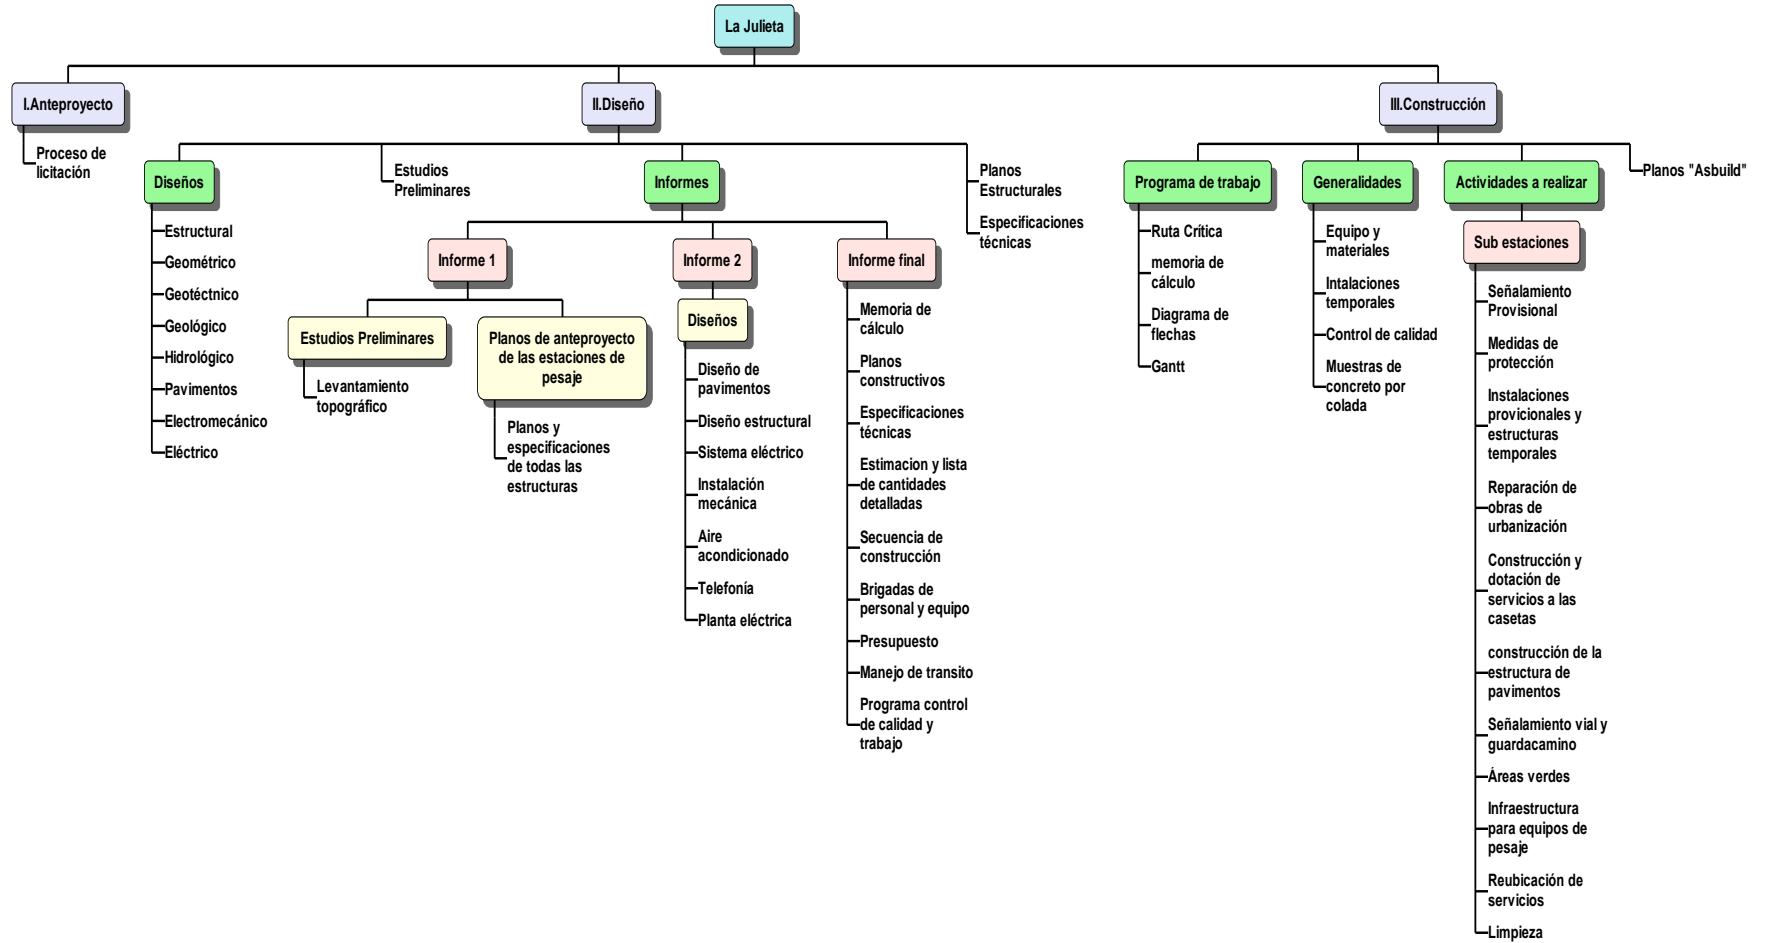 La Julieta
I.Anteproyecto
Proceso de
licitación
II.Diseño
Diseños
Estructural
Geométrico
Geotéctnico
Geológico
Hidrológico
Pavimentos
Electromecánico
Eléctrico
Estudios
Preliminares
Informes
Informe 1
Estudios Preliminares
Levantamiento
topográfico
Planos de anteproyecto
de las estaciones de
pesaje
Planos y
especificaciones
de todas las
estructuras
Informe 2
Diseños
Diseño de
pavimentos
Diseño estructural
Sistema eléctrico
Instalación
mecánica
Aire
acondicionado
Telefonía
Planta eléctrica
Informe final
Memoria de
cálculo
Planos
constructivos
Especificaciones
técnicas
Estimacion y lista
de cantidades
detalladas
Secuencia de
construcción
Brigadas de
personal y equipo
Presupuesto
Manejo de transito
Programa control
de calidad y
trabajo
Planos
Estructurales
Especificaciones
técnicas
III.Construcción
Programa de trabajo
Ruta Crítica
memoria de
cálculo
Diagrama de
flechas
Gantt
Generalidades
Equipo y
materiales
Intalaciones
temporales
Control de calidad
Muestras de
concreto por
colada
Actividades a realizar
Sub estaciones
Señalamiento
Provisional
Medidas de
protección
Instalaciones
provicionales y
estructuras
temporales
Reparación de
obras de
urbanización
Construcción y
dotación de
servicios a las
casetas
construcción de la
estructura de
pavimentos
Señalamiento vial y
guardacamino
Áreas verdes
Infraestructura
para equipos de
pesaje
Reubicación de
servicios
Limpieza
Planos "Asbuild"